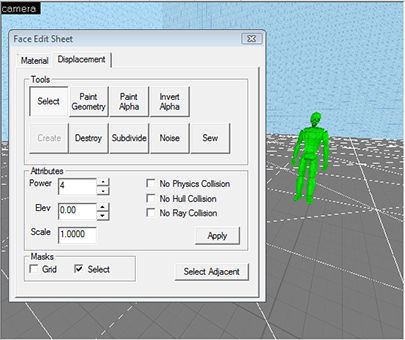 camera
Face Edit Sheet
Material Displacement
Tools
Select Paint Geometry Paint Alpha Invert Alpha
Create Destroy Subdivide Noise Sew
Attributes
Power 4 No Physics Collision
No Hull Collision
Elev 0.00 No Ray Collision
Scale 1.0000 Apply
Masks
Grid Select Select Adjacent